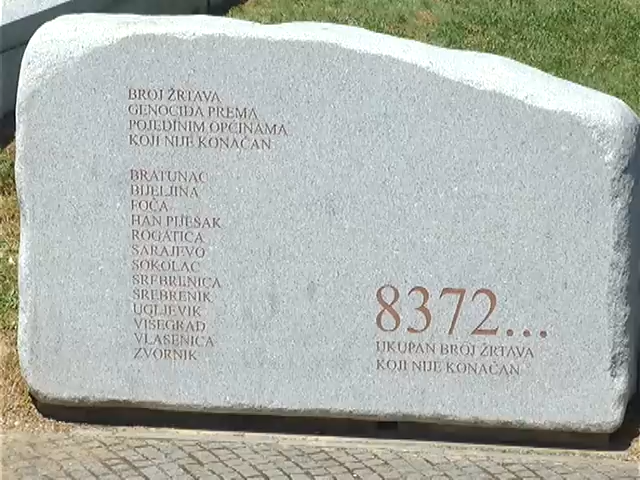 BROJ ŽRTAVA
GENOCIDA PREMA
POJEDINIM OPĆINAMA
KOJI NIJE KONAČAN
BRATUNAC
BIJELJINA
FOČA
HAN PIJESAK
ROGATICA
SARAJEVO
SOKOLAC
SREBRENICA
SREBRENIK
UGLJEVIK
VIŠEGRAD
VLASENICA
ZVORNIK
8372...
UKUPAN BROJ ŽRTAVA
KOJI NIJE KONAČAN